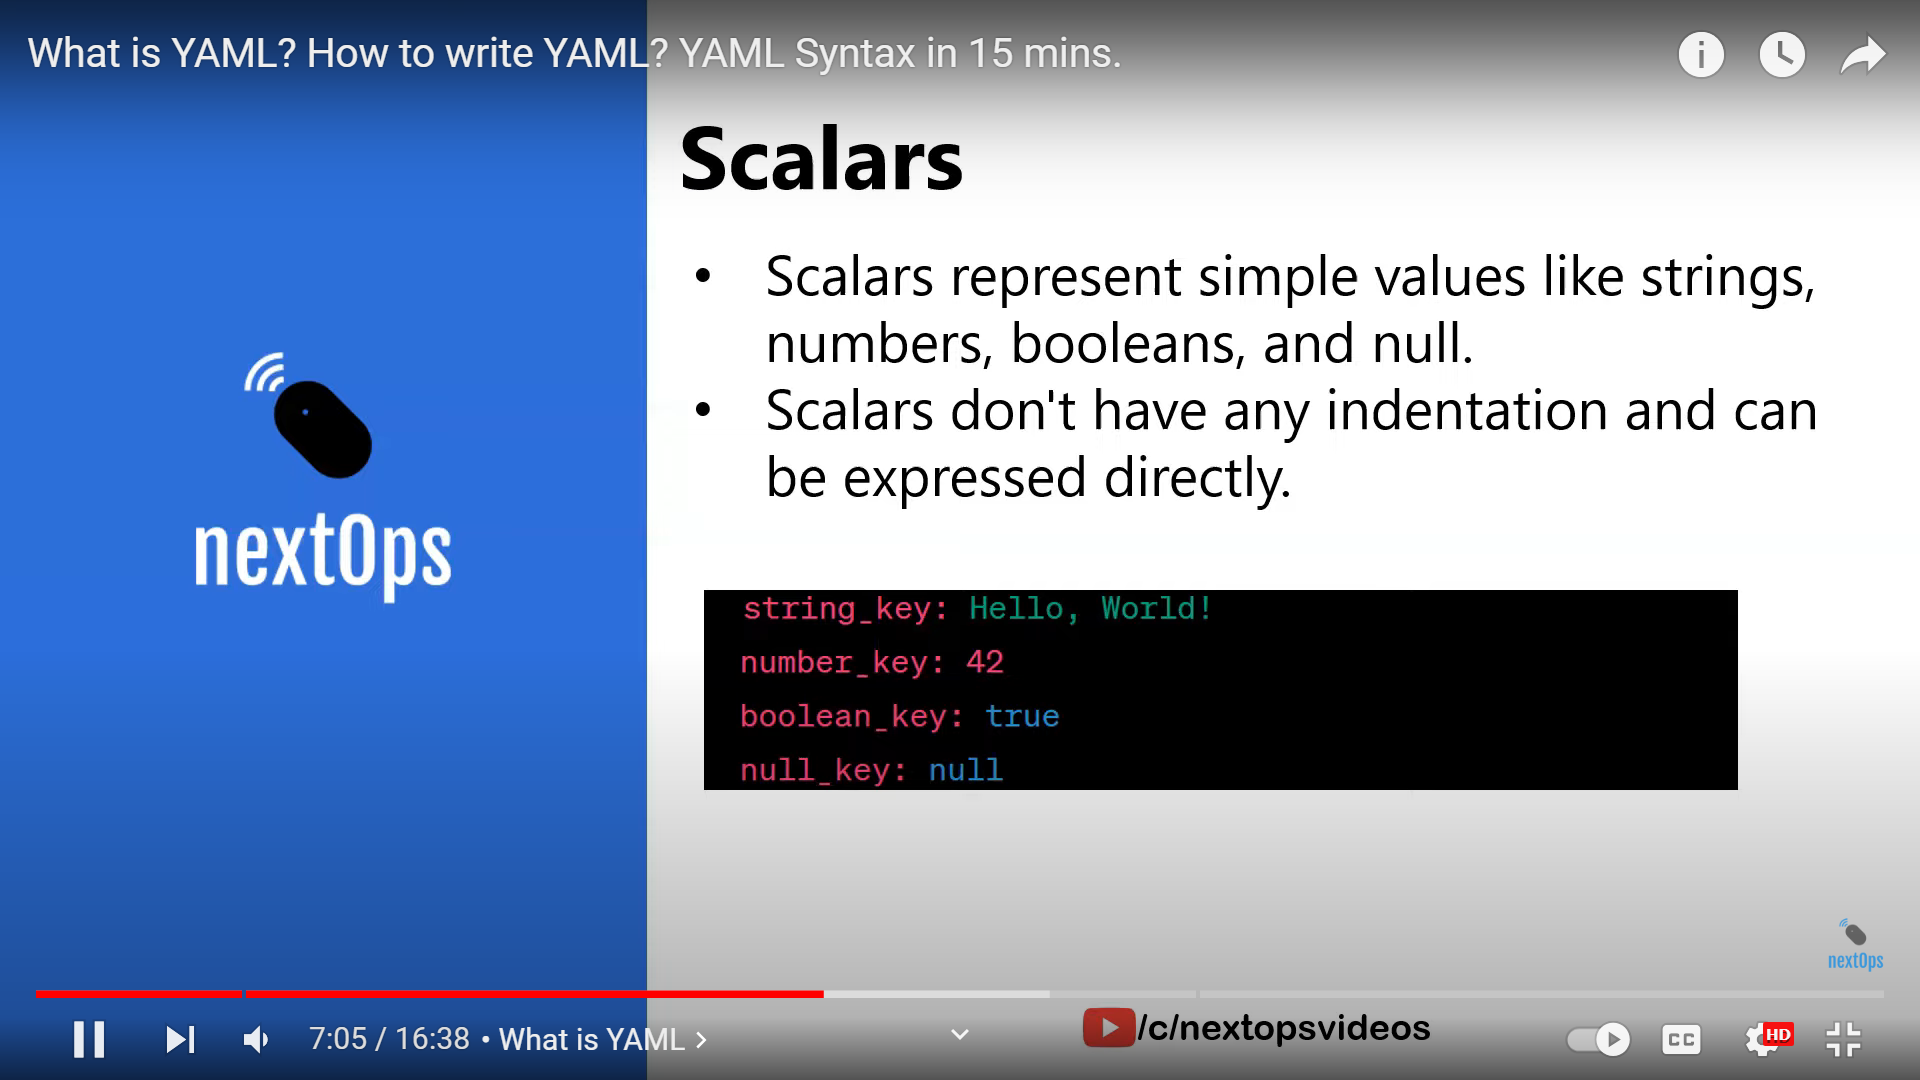 What is YAML? How to write YAML? YAML Syntax in 15 mins.
Scalars
• Scalars represent simple values like strings,
numbers, booleans, and null.
• Scalars don't have any indentation and can
be expressed directly.
nextOps
string_key: Hello, World!
number_key: 42
boolean_key: true
null_key: null
nextOps
7:05 / 16:38 • What is YAML >
/c/nextopsvideos
CC
HD